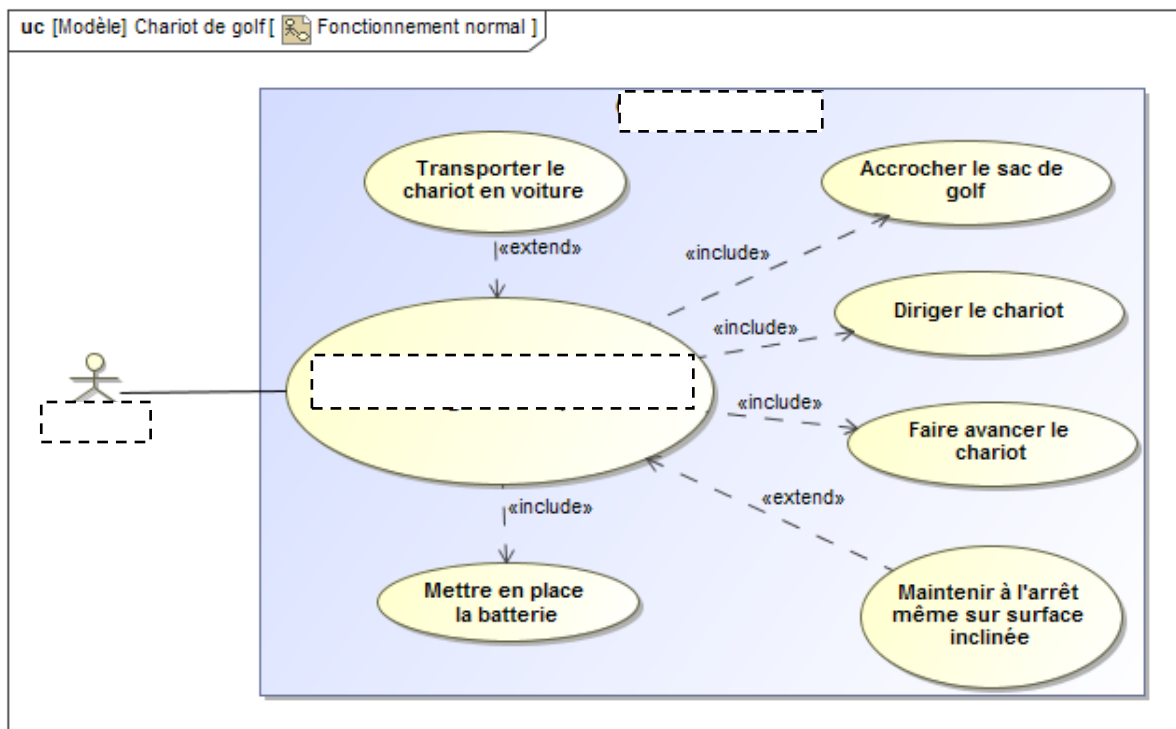 uc [Modèle] Chariot de golf [ Fonctionnement normal ]
Transporter le
chariot en voiture
Accrocher le sac de
golf
«extend»
«include»
Diriger le chariot
«include»
«include»
Faire avancer le
chariot
«extend»
«include»
Mettre en place
la batterie
Maintenir à l'arrêt
même sur surface
inclinée